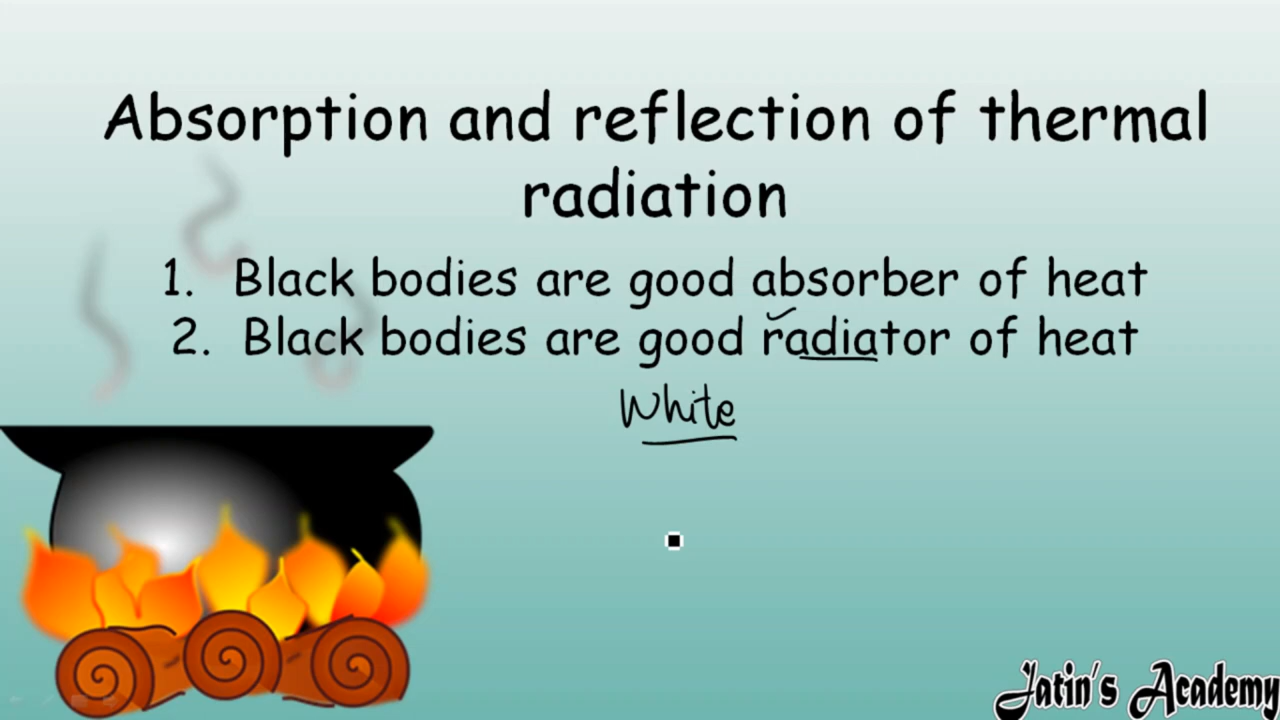 Absorption and reflection of thermal
radiation
1. Black bodies are good absorber of heat
2. Black bodies are good radiator of heat
White
Jatin's Academy